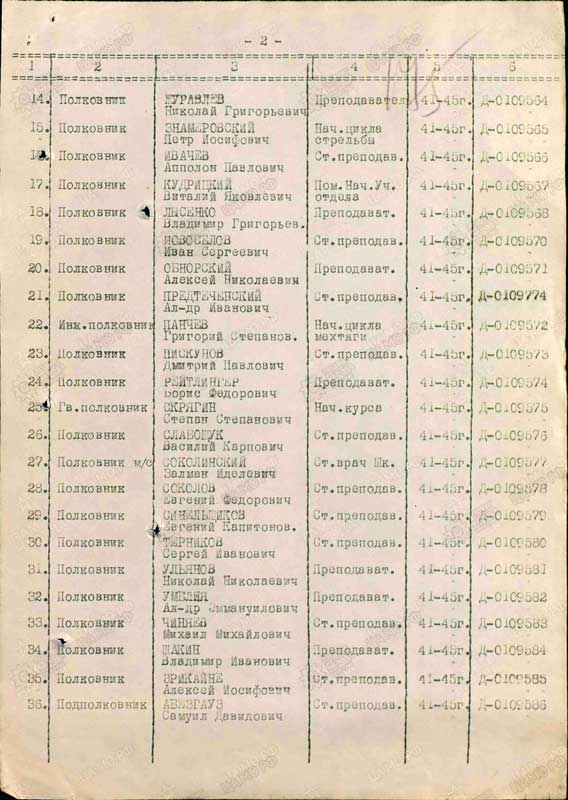 - 2 -
1 2 3 4 5 6
14. Полковник ЖУРАВЛЕВ Преподаватель 41-45г. Д-0109564
Николай Григорьевич
15. Полковник ЗНАМЕРОВСКИЙ Нач.цикла 41-45г. Д-0109565
Петр Иосифович стрельбы
16. Полковник ИВАЧЕВ Ст.преподав. 41-45г. Д-0109566
Апполон Павлович
17. Полковник КУДРИЦКИЙ Пом.Нач.Уч. 41-45г. Д-0109567
Виталий Яковлевич отдела
18. Полковник ЛЫСЕНКО Преподават. 41-45г. Д-0109568
Владимир Григорьев.
19. Полковник НОВОСЕЛОВ Ст.преподав. 41-45г. Д-0109570
Иван Сергеевич
20. Полковник ОБНОРСКИЙ Преподават. 41-45г. Д-0109571
Алексей Николаевич
21. Полковник ПРЕДТЕЧЕНСКИЙ Ст.преподав. 41-45г. Д-0109774
Ал-др Иванович
22. Инж.полковник ПАНЧЕВ Нач.цикла 41-45г. Д-0109572
Григорий Степанов. мехтяги
23. Полковник ПИСКУНОВ Ст.преподав. 41-45г. Д-0109573
Дмитрий Павлович
24. Полковник РЕЙТЛИНГЕР Преподават. 41-45г. Д-0109574
Борис Федорович
25. Гв.полковник СКРЯГИН Нач.курса 41-45г. Д-0109575
Степан Степанович
26. Полковник СЛАБОЩУК Ст.преподав. 41-45г. Д-0109576
Василий Карпович
27. Полковник м/с СОКОЛИНСКИЙ Ст.врач Шк. 41-45г. Д-0109577
Залман Иделевич
28. Полковник СОКОЛОВ Ст.преподав. 41-45г. Д-0109578
Евгений Федорович
29. Полковник СИНЕЛЬЩИКОВ Ст.преподав. 41-45г. Д-0109579
Евгений Капитонов.
30. Полковник ТЕРНИКОВ Ст.преподав. 41-45г. Д-0109580
Сергей Иванович
31. Полковник УЛЬЯНОВ Преподават. 41-45г. Д-0109581
Николай Николаевич
32. Полковник Преподават. 41-45г. Д-0109582
Ал-др Эммануилович
33. Полковник ЧИНЯЕВ Ст.преподав. 41-45г. Д-0109583
Михаил Михайлович
34. Полковник ШАКИН Преподават. 41-45г. Д-0109584
Владимир Иванович
35. Полковник ЭРИКАЙНЕ Ст.преподав. 41-45г. Д-0109585
Алексей Иосифович
36. Подполковник АБЕЗГАУЗ Ст.преподав. 41-45г. Д-0109586
Самуил Давидович